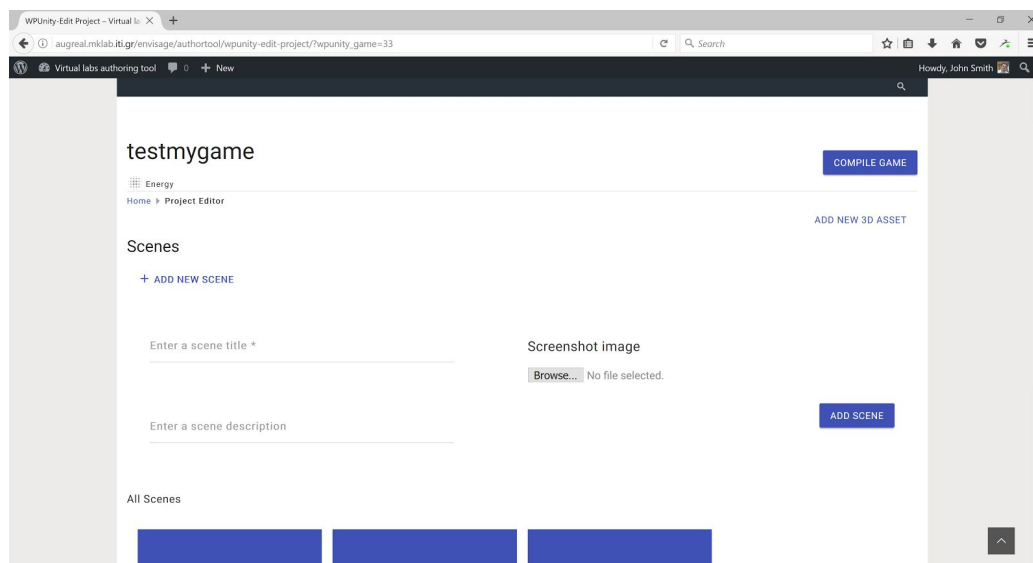 WPUnity-Edit Project – Virtual la
augreal.mklab.iti.gr/envisage/authortool/wpunity-edit-project/?wpunity_game=33
Search
Virtual labs authoring tool 0 + New
Howdy, John Smith
testmygame
COMPILE GAME
Energy
Home Project Editor
ADD NEW 3D ASSET
Scenes
+ ADD NEW SCENE
Enter a scene title *
Screenshot image
Browse... No file selected.
ADD SCENE
Enter a scene description
All Scenes